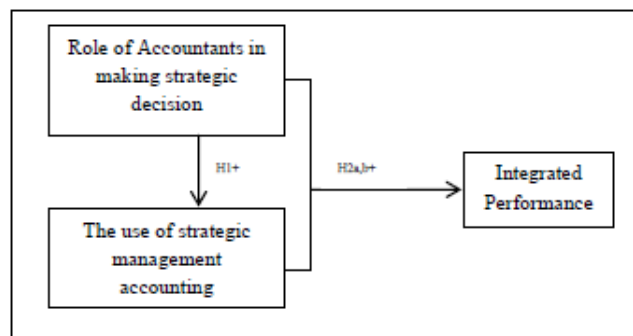 Role of Accountants in
making strategic
decision
H1+
H2a,b+
Integrated
Performance
The use of strategic
management
accounting